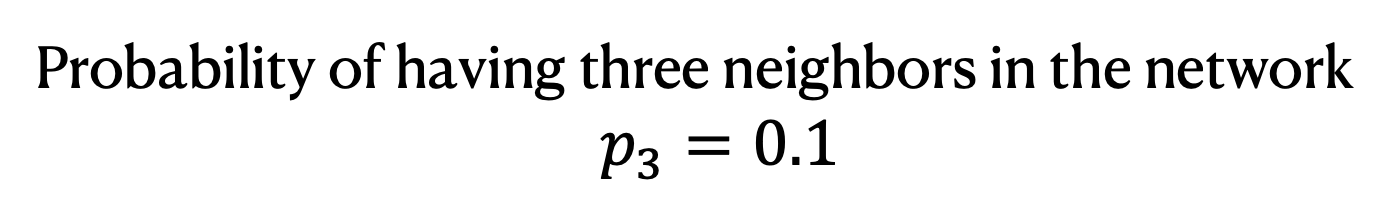 Probability of having three neighbors in the network
p₃ = 0.1